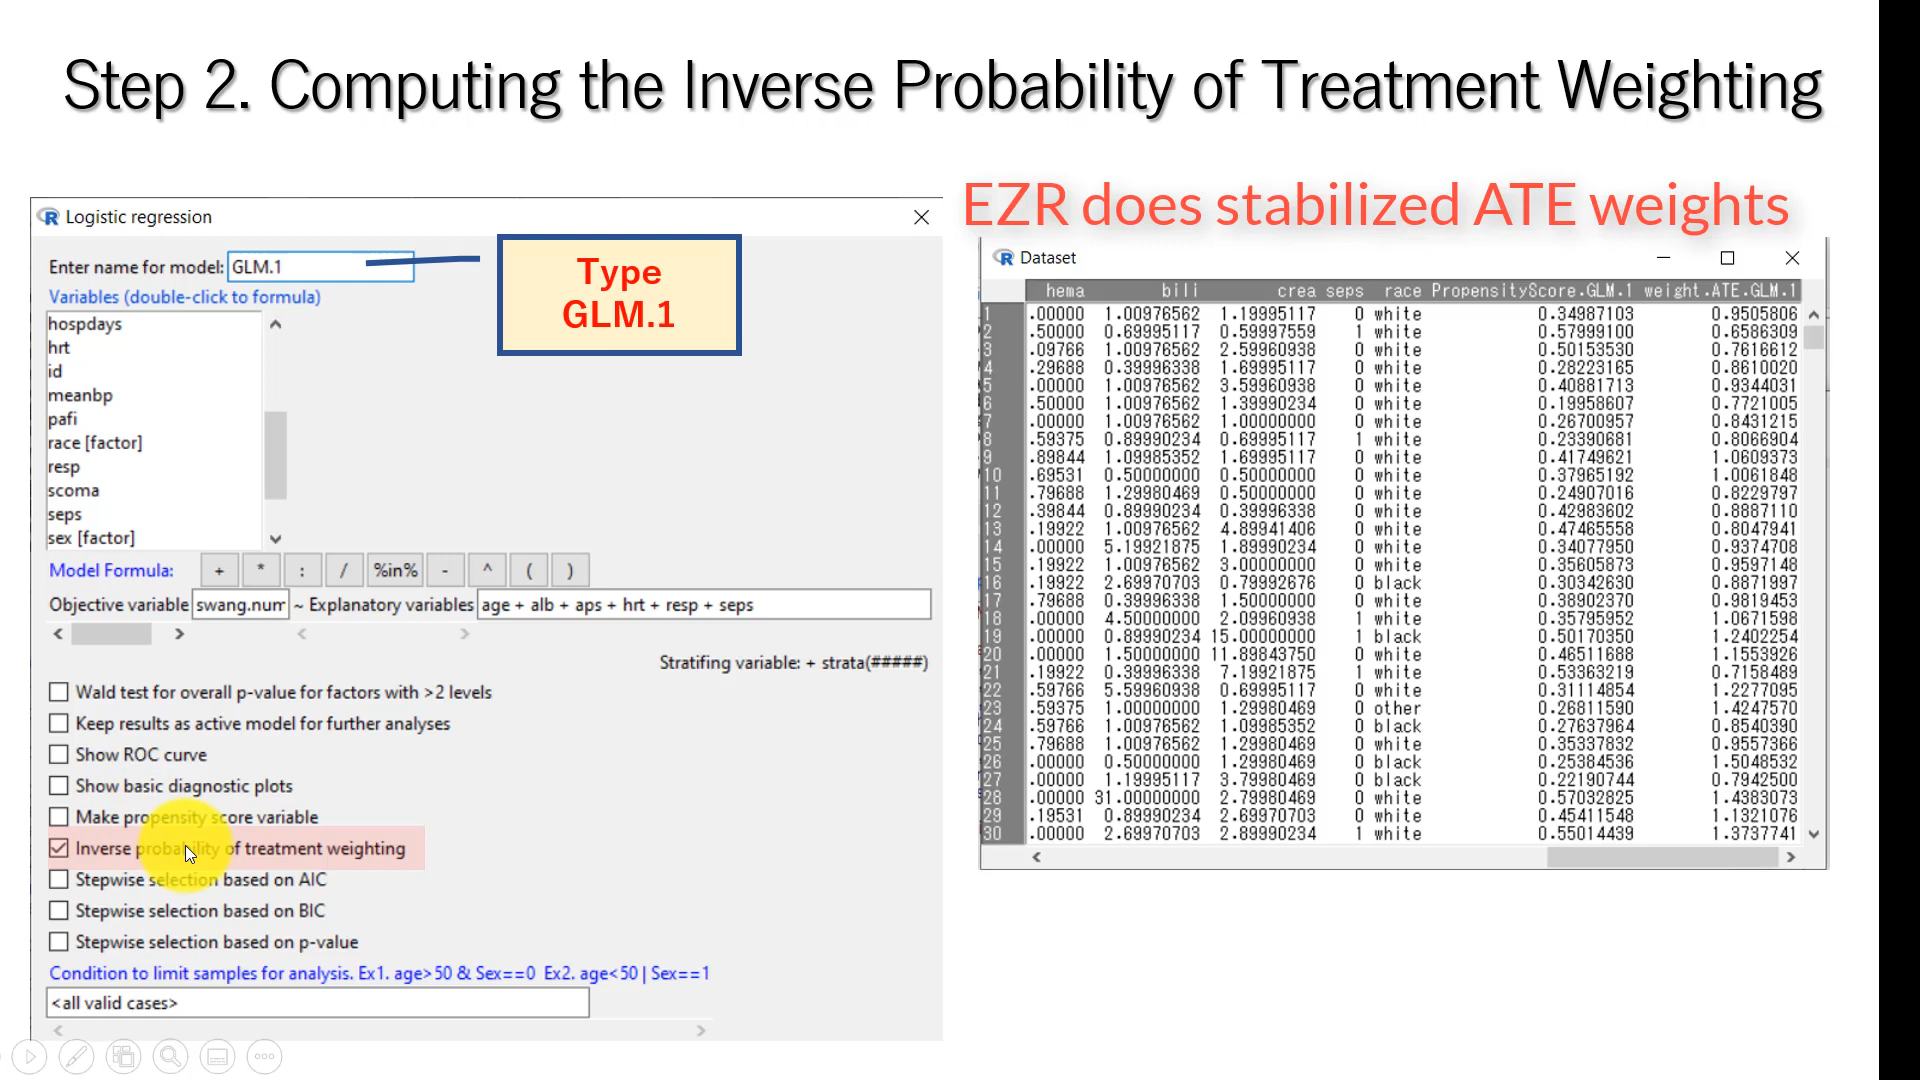 Step 2. Computing the Inverse Probability of Treatment Weighting
EZR does stabilized ATE weights
Logistic regression
Enter name for model: GLM.1
Type
GLM.1
Variables (double-click to formula)
hospdays
hrt
id
meanbp
pafi
race [factor]
resp
scoma
seps
sex [factor]
Model Formula: + * : / %in% - ^ ( )
Objective variable swang.num ~ Explanatory variables age + alb + aps + hrt + resp + seps
Stratifing variable: + strata(#####)
Wald test for overall p-value for factors with >2 levels
Keep results as active model for further analyses
Show ROC curve
Show basic diagnostic plots
Make propensity score variable
Inverse probability of treatment weighting
Stepwise selection based on AIC
Stepwise selection based on BIC
Stepwise selection based on p-value
Condition to limit samples for analysis. Ex1. age>50 & Sex==0 Ex2. age<50 | Sex==1
<all valid cases>
Dataset
hema bili crea seps race PropensityScore.GLM.1 weight.ATE.GLM.1
1 .00000 1.00976562 1.19995117 0 white 0.34987103 0.9505806
2 .50000 0.69995117 0.59997559 1 white 0.57999100 0.6586309
3 .09766 1.00976562 2.59960938 0 white 0.50153530 0.7616612
4 .29688 0.39996338 1.69995117 0 white 0.28223165 0.8610020
5 .00000 1.00976562 3.59960938 0 white 0.40881713 0.9344031
6 .50000 1.00976562 1.39990234 0 white 0.19958607 0.7721005
7 .00000 1.00976562 1.00000000 0 white 0.26700957 0.8431215
8 .59375 0.89990234 0.69995117 1 white 0.23390681 0.8066904
9 .89844 1.09985352 1.69995117 0 white 0.41749621 1.0609373
10 .69531 0.50000000 0.50000000 0 white 0.37965192 1.0061848
11 .79688 1.29980469 0.50000000 0 white 0.24907016 0.8229797
12 .39844 0.89990234 0.39996338 0 white 0.42983602 0.8887110
13 .19922 1.00976562 4.89941406 0 white 0.47465558 0.8047941
14 .00000 5.19921875 1.89990234 0 white 0.34077950 0.9374708
15 .19922 1.00976562 3.00000000 0 white 0.35605873 0.9597148
16 .19922 2.69970703 0.79992676 0 black 0.30342630 0.8871997
17 .79688 0.39996338 1.50000000 0 white 0.38902370 0.9819453
18 .00000 4.50000000 2.09960938 1 white 0.35795952 1.0671598
19 .00000 0.89990234 15.00000000 1 black 0.50170350 1.2402254
20 .00000 1.50000000 11.89843750 0 white 0.46511688 1.1553926
21 .19922 0.39996338 7.19921875 1 white 0.53363219 0.7158489
22 .59766 5.59960938 0.69995117 0 white 0.31114854 1.2277095
23 .59375 1.00000000 1.29980469 0 other 0.26811590 1.4247570
24 .59766 1.00976562 1.09985352 0 black 0.27637964 0.8540390
25 .79688 1.00976562 1.29980469 0 white 0.35337832 0.9557366
26 .00000 0.50000000 1.29980469 0 black 0.25384536 1.5048532
27 .00000 1.19995117 3.79980469 0 black 0.22190744 0.7942500
28 .00000 31.00000000 2.79980469 0 white 0.57032825 1.4383073
29 .19531 0.89990234 2.69970703 0 white 0.45411548 1.1321076
30 .00000 2.69970703 2.89990234 1 white 0.55014439 1.3737741